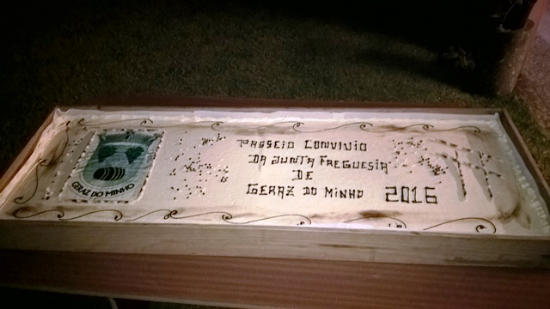 PASSEIO CONVIVIO
DA JUNTA FREGUESIA
DE
GERAZ DO MINHO 2016
GERAZ DO MINHO